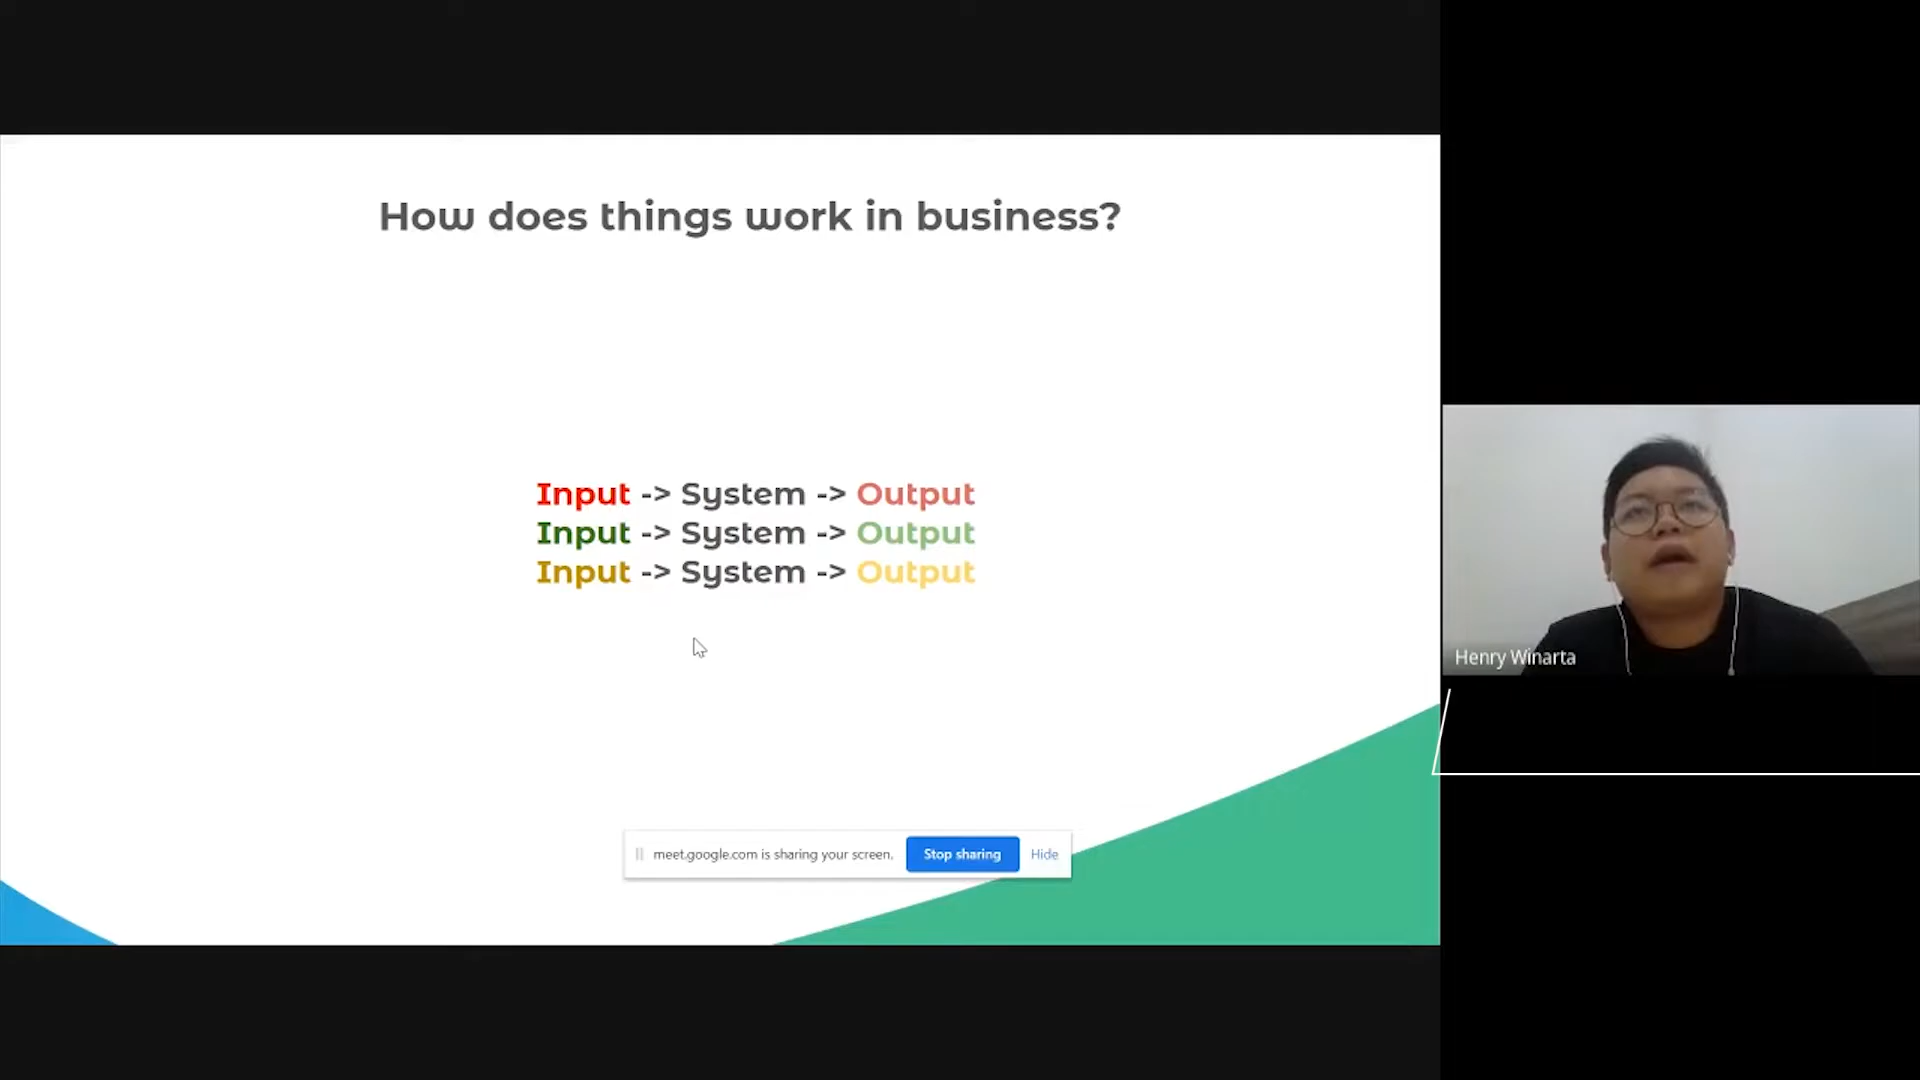 How does things work in business?
Input -> System -> Output
Input -> System -> Output
Input -> System -> Output
Henry Winarta
meet.google.com is sharing your screen. Stop sharing Hide